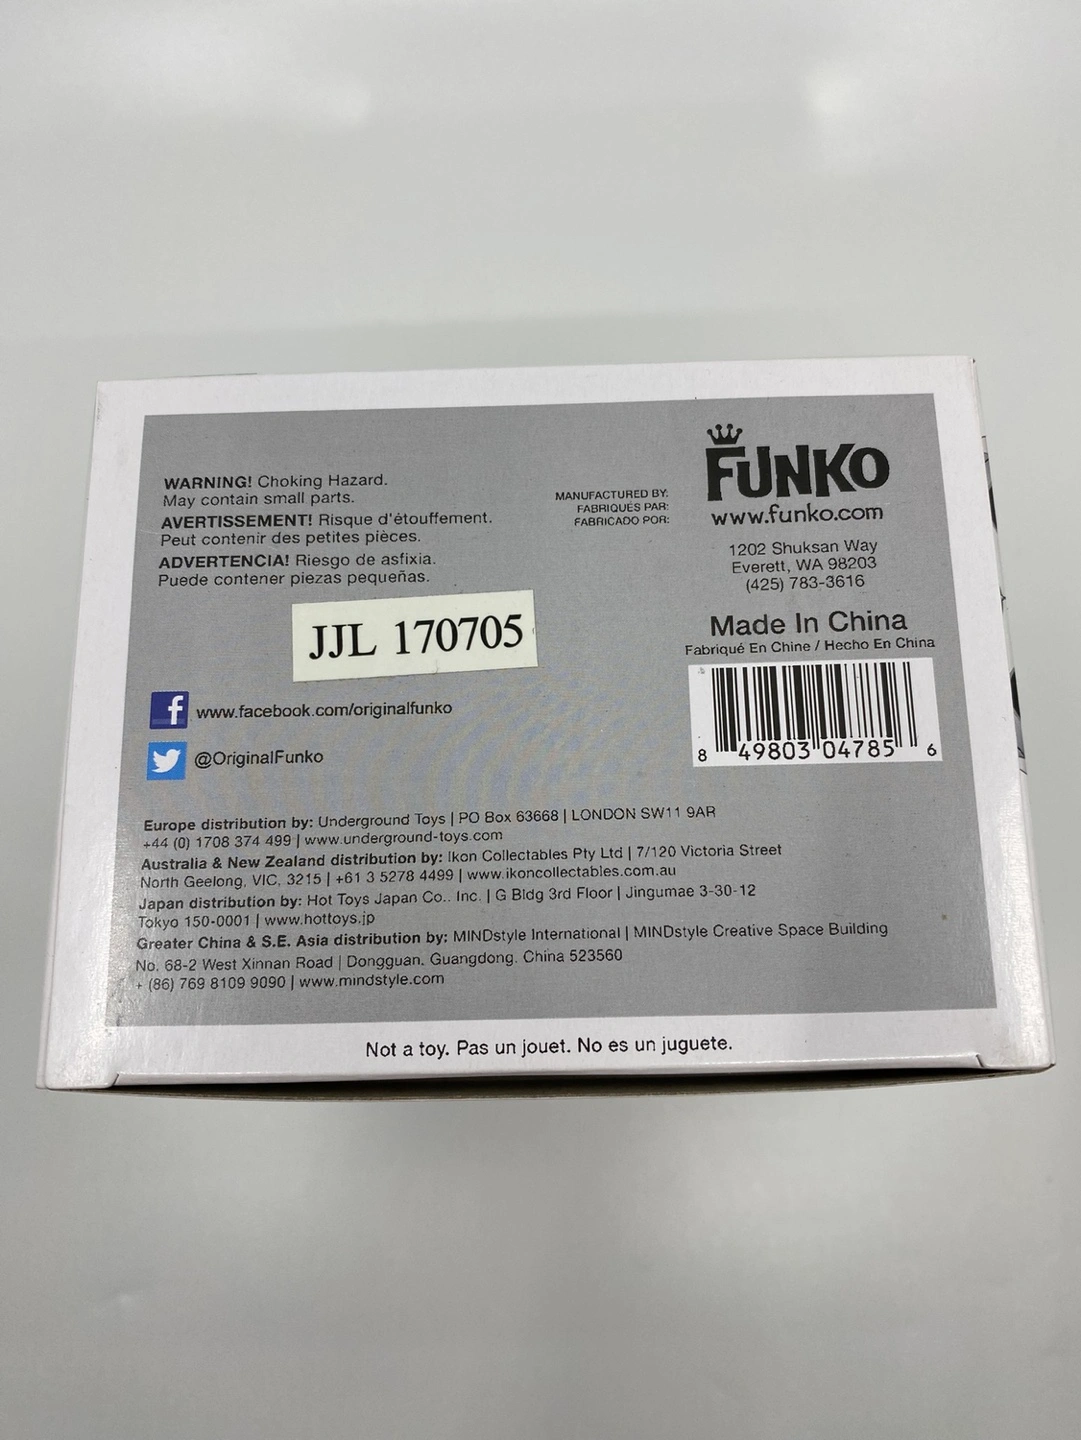 WARNING! Choking Hazard.
May contain small parts.
AVERTISSEMENT! Risque d'étouffement.
Peut contenir des petites pièces.
ADVERTENCIA! Riesgo de asfixia.
Puede contener piezas pequeñas.
MANUFACTURED BY:
FABRIQUÉS PAR:
FABRICADO POR:
FUNKO
www.funko.com
1202 Shuksan Way
Everett, WA 98203
(425) 783-3616
Made In China
Fabriqué En Chine / Hecho En China
JJL 170705
8 49803 04785 6
f www.facebook.com/originalfunko
@OriginalFunko
Europe distribution by: Underground Toys | PO Box 63668 | LONDON SW11 9AR
+44 (0) 1708 374 499 | www.underground-toys.com
Australia & New Zealand distribution by: Ikon Collectables Pty Ltd | 7/120 Victoria Street
North Geelong, VIC, 3215 | +61 3 5278 4499 | www.ikoncollectables.com.au
Japan distribution by: Hot Toys Japan Co., Inc. | G Bldg 3rd Floor | Jingumae 3-30-12
Tokyo 150-0001 | www.hottoys.jp
Greater China & S.E. Asia distribution by: MINDstyle International | MINDstyle Creative Space Building
No. 68-2 West Xinnan Road | Dongguan, Guangdong, China 523560
+ (86) 769 8109 9090 | www.mindstyle.com
Not a toy. Pas un jouet. No es un juguete.